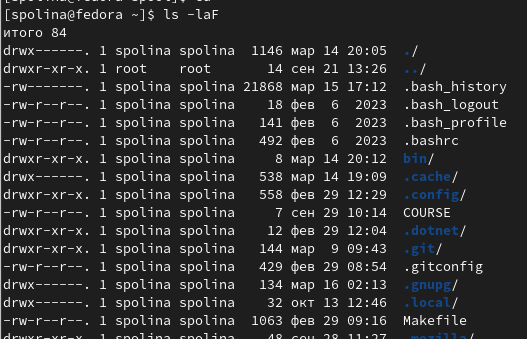 [spolina@fedora ~]$ ls -laF
итого 84
drwx------. 1 spolina spolina  1146 мар 14 20:05 ./
drwxr-xr-x. 1 root    root       14 сен 21 13:26 ../
-rw-------. 1 spolina spolina 21868 мар 15 17:12 .bash_history
-rw-r--r--. 1 spolina spolina    18 фев  6  2023 .bash_logout
-rw-r--r--. 1 spolina spolina   141 фев  6  2023 .bash_profile
-rw-r--r--. 1 spolina spolina   492 фев  6  2023 .bashrc
drwxr-xr-x. 1 spolina spolina     8 мар 14 20:12 bin/
drwx------. 1 spolina spolina   538 мар 14 19:09 .cache/
drwxr-xr-x. 1 spolina spolina   558 фев 29 12:29 .config/
-rw-r--r--. 1 spolina spolina     7 сен 29 10:14 COURSE
drwxr-xr-x. 1 spolina spolina    12 фев 29 12:04 .dotnet/
drwxr-xr-x. 1 spolina spolina   144 мар  9 09:43 .git/
-rw-r--r--. 1 spolina spolina   429 фев 29 08:54 .gitconfig
drwx------. 1 spolina spolina   134 мар 16 02:13 .gnupg/
drwx------. 1 spolina spolina    32 окт 13 12:46 .local/
-rw-r--r--. 1 spolina spolina  1063 фев 29 09:16 Makefile
drwxr-xr-x. 1 spolina spolina    48 сен 28 11:27 .mozilla/